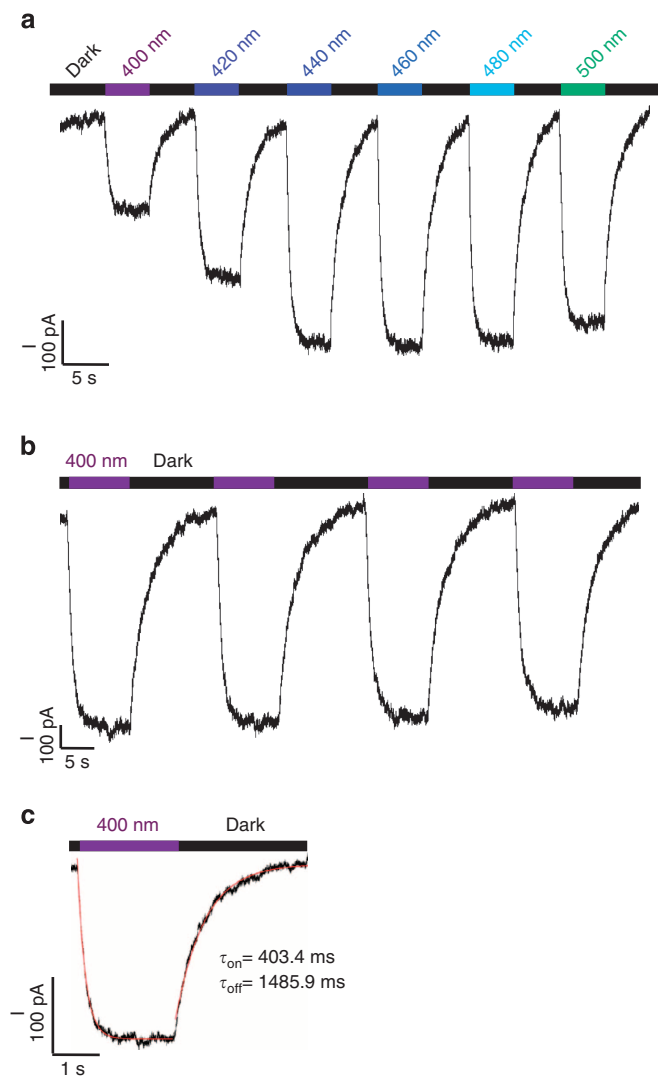 a
Dark 400 nm 420 nm 440 nm 460 nm 480 nm 500 nm
I
100 pA
5 s
b
400 nm Dark
I
100 pA
5 s
c
400 nm Dark
τon= 403.4 ms
τoff= 1485.9 ms
I
100 pA
1 s